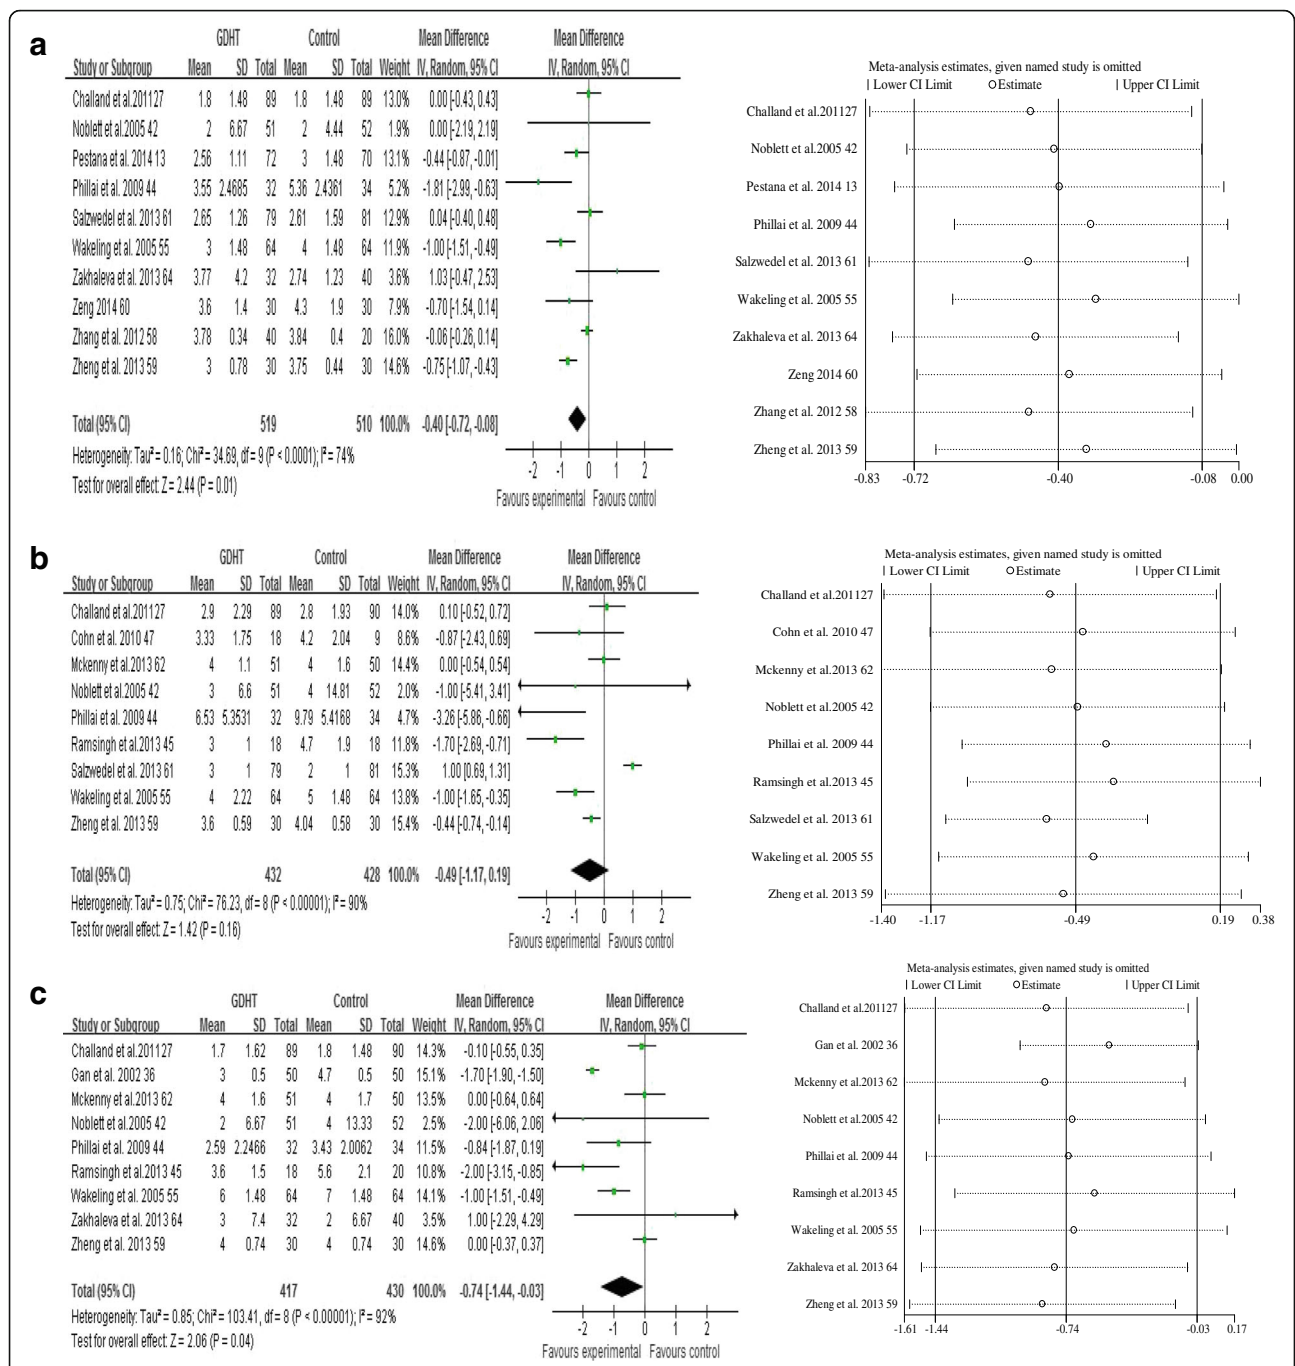 a
GDHT Control Mean Difference Mean Difference
Study or Subgroup Mean SD Total Mean SD Total Weight IV, Random, 95% CI IV, Random, 95% CI
Challand et al.201127 1.8 1.48 89 1.8 1.48 89 13.0% 0.00 [-0.43, 0.43]
Noblett et al.2005 42 2 6.67 51 2 4.44 52 1.9% 0.00 [-2.19, 2.19]
Pestana et al. 2014 13 2.56 1.11 72 3 1.48 70 13.1% -0.44 [-0.87, -0.01]
Phillai et al. 2009 44 3.55 2.4685 32 5.36 2.4361 34 5.2% -1.81 [-2.99, -0.63]
Salzwedel et al. 2013 61 2.65 1.26 79 2.61 1.59 81 12.9% 0.04 [-0.40, 0.48]
Wakeling et al. 2005 55 3 1.48 64 4 1.48 64 11.9% -1.00 [-1.51, -0.49]
Zakhaleva et al. 2013 64 3.77 4.2 32 2.74 1.23 40 3.6% 1.03 [-0.47, 2.53]
Zeng 2014 60 3.6 1.4 30 4.3 1.9 30 7.9% -0.70 [-1.54, 0.14]
Zhang et al. 2012 58 3.78 0.34 40 3.84 0.4 20 16.0% -0.06 [-0.26, 0.14]
Zheng et al. 2013 59 3 0.78 30 3.75 0.44 30 14.6% -0.75 [-1.07, -0.43]
Total (95% CI) 519 510 100.0% -0.40 [-0.72, -0.08]
Heterogeneity: Tau² = 0.16; Chi² = 34.69, df = 9 (P < 0.0001); I² = 74%
Test for overall effect: Z = 2.44 (P = 0.01)
-2 -1 0 1 2
Favours experimental Favours control
Meta-analysis estimates, given named study is omitted
Lower CI Limit Estimate Upper CI Limit
Challand et al.201127
Noblett et al.2005 42
Pestana et al. 2014 13
Phillai et al. 2009 44
Salzwedel et al. 2013 61
Wakeling et al. 2005 55
Zakhaleva et al. 2013 64
Zeng 2014 60
Zhang et al. 2012 58
Zheng et al. 2013 59
-0.83 -0.72 -0.40 -0.08 0.00
b
GDHT Control Mean Difference Mean Difference
Study or Subgroup Mean SD Total Mean SD Total Weight IV, Random, 95% CI IV, Random, 95% CI
Challand et al.201127 2.9 2.29 89 2.8 1.93 90 14.0% 0.10 [-0.52, 0.72]
Cohn et al. 2010 47 3.33 1.75 18 4.2 2.04 9 8.6% -0.87 [-2.43, 0.69]
Mckenny et al.2013 62 4 1.1 51 4 1.6 50 14.4% 0.00 [-0.54, 0.54]
Noblett et al.2005 42 3 6.6 51 4 14.81 52 2.0% -1.00 [-5.41, 3.41]
Phillai et al. 2009 44 6.53 5.3531 32 9.79 5.4168 34 4.7% -3.26 [-5.86, -0.66]
Ramsingh et al.2013 45 3 1 18 4.7 1.9 18 11.8% -1.70 [-2.69, -0.71]
Salzwedel et al. 2013 61 3 1 79 2 1 81 15.3% 1.00 [0.69, 1.31]
Wakeling et al. 2005 55 4 2.22 64 5 1.48 64 13.8% -1.00 [-1.65, -0.35]
Zheng et al. 2013 59 3.6 0.59 30 4.04 0.58 30 15.4% -0.44 [-0.74, -0.14]
Total (95% CI) 432 428 100.0% -0.49 [-1.17, 0.19]
Heterogeneity: Tau² = 0.75; Chi² = 76.23, df = 8 (P < 0.00001); I² = 90%
Test for overall effect: Z = 1.42 (P = 0.16)
-2 -1 0 1 2
Favours experimental Favours control
Meta-analysis estimates, given named study is omitted
Lower CI Limit Estimate Upper CI Limit
Challand et al.201127
Cohn et al. 2010 47
Mckenny et al.2013 62
Noblett et al.2005 42
Phillai et al. 2009 44
Ramsingh et al.2013 45
Salzwedel et al. 2013 61
Wakeling et al. 2005 55
Zheng et al. 2013 59
-1.40 -1.17 -0.49 0.19 0.38
c
GDHT Control Mean Difference Mean Difference
Study or Subgroup Mean SD Total Mean SD Total Weight IV, Random, 95% CI IV, Random, 95% CI
Challand et al.201127 1.7 1.62 89 1.8 1.48 90 14.3% -0.10 [-0.55, 0.35]
Gan et al. 2002 36 3 0.5 50 4.7 0.5 50 15.1% -1.70 [-1.90, -1.50]
Mckenny et al.2013 62 4 1.6 51 4 1.7 50 13.5% 0.00 [-0.64, 0.64]
Noblett et al.2005 42 2 6.67 51 4 13.33 52 2.5% -2.00 [-6.06, 2.06]
Phillai et al. 2009 44 2.59 2.2466 32 3.43 2.0062 34 11.5% -0.84 [-1.87, 0.19]
Ramsingh et al.2013 45 3.6 1.5 18 5.6 2.1 20 10.8% -2.00 [-3.15, -0.85]
Wakeling et al. 2005 55 6 1.48 64 7 1.48 64 14.1% -1.00 [-1.51, -0.49]
Zakhaleva et al. 2013 64 3 7.4 32 2 6.67 40 3.5% 1.00 [-2.29, 4.29]
Zheng et al. 2013 59 4 0.74 30 4 0.74 30 14.6% 0.00 [-0.37, 0.37]
Total (95% CI) 417 430 100.0% -0.74 [-1.44, -0.03]
Heterogeneity: Tau² = 0.85; Chi² = 103.41, df = 8 (P < 0.00001); I² = 92%
Test for overall effect: Z = 2.06 (P = 0.04)
-2 -1 0 1 2
Favours experimental Favours control
Meta-analysis estimates, given named study is omitted
Lower CI Limit Estimate Upper CI Limit
Challand et al.201127
Gan et al. 2002 36
Mckenny et al.2013 62
Noblett et al.2005 42
Phillai et al. 2009 44
Ramsingh et al.2013 45
Wakeling et al. 2005 55
Zakhaleva et al. 2013 64
Zheng et al. 2013 59
-1.61 -1.44 -0.74 -0.03 0.17